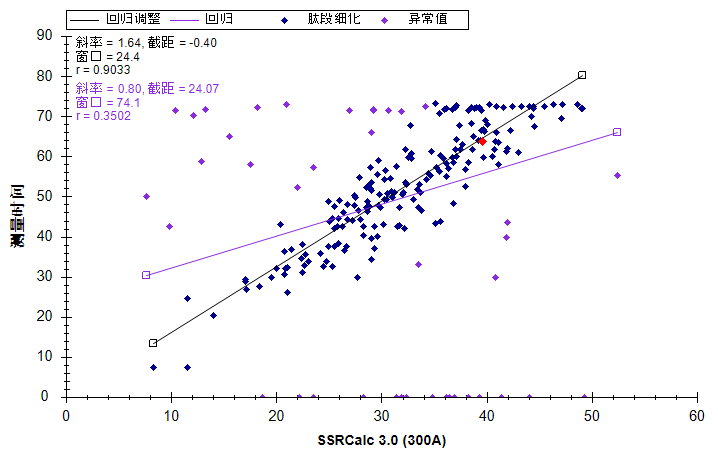 回归调整 回归 肽段细化 异常值
斜率 = 1.64, 截距 = -0.40
窗口 = 24.4
r = 0.9033
斜率 = 0.80, 截距 = 24.07
窗口 = 74.1
r = 0.3502
测量时间
90
80
70
60
50
40
30
20
10
0
0 10 20 30 40 50 60
SSRCalc 3.0 (300A)